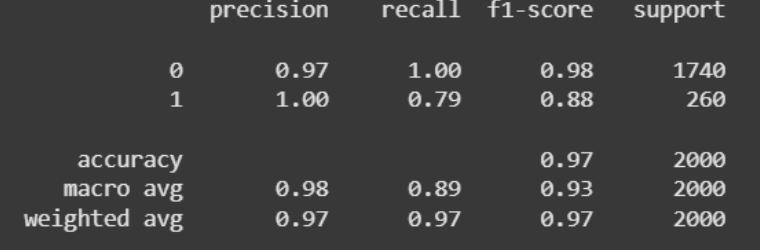 precision recall f1-score support
0 0.97 1.00 0.98 1740
1 1.00 0.79 0.88 260
accuracy 0.97 2000
macro avg 0.98 0.89 0.93 2000
weighted avg 0.97 0.97 0.97 2000